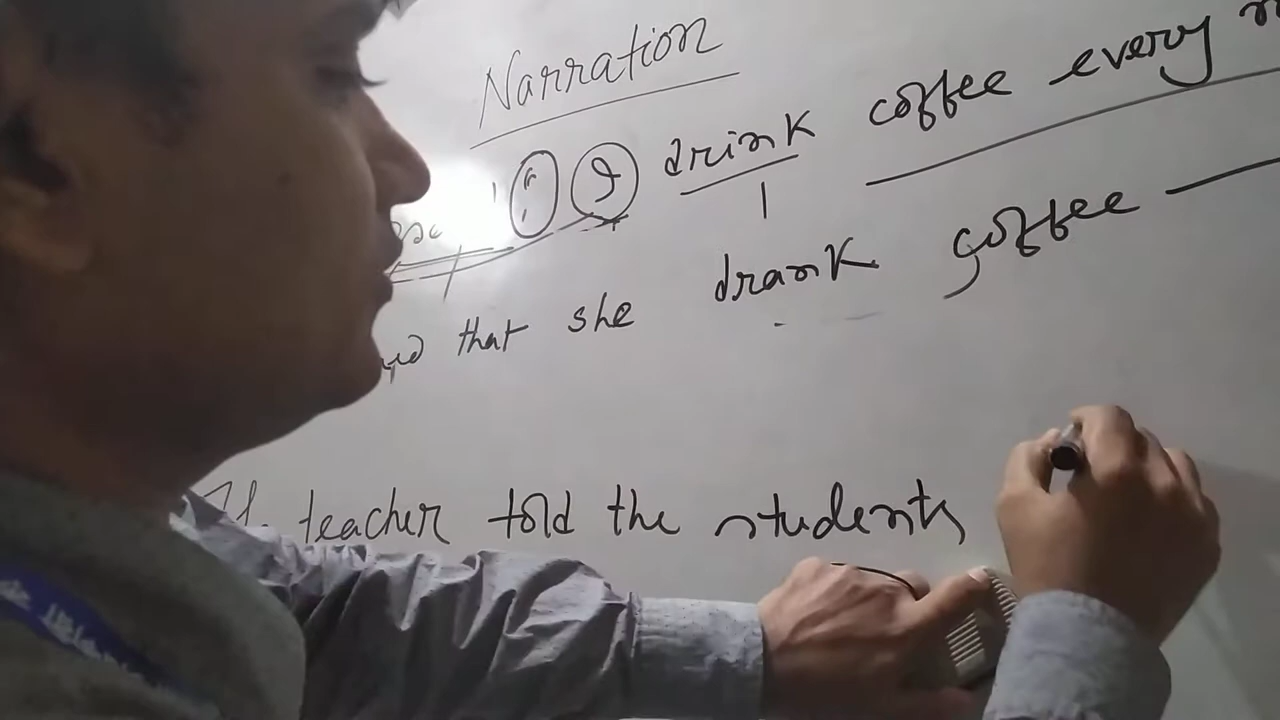 Narration
I drink coffee every
that she drank coffee
teacher told the students